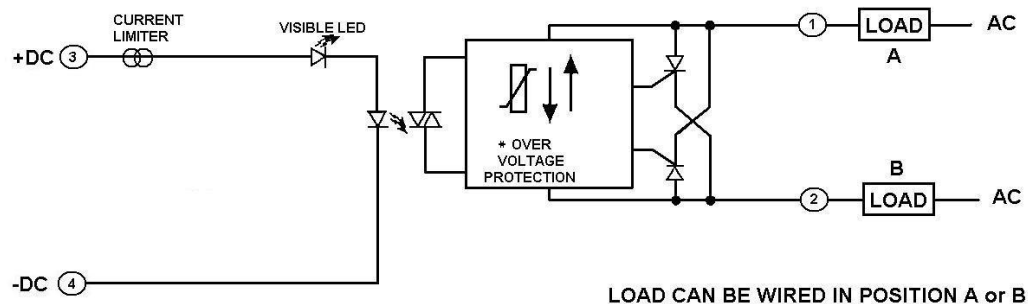 CURRENT
LIMITER
VISIBLE LED
+DC 3
1
LOAD
AC
A
* OVER
VOLTAGE
PROTECTION
B
2
LOAD
AC
-DC 4
LOAD CAN BE WIRED IN POSITION A or B